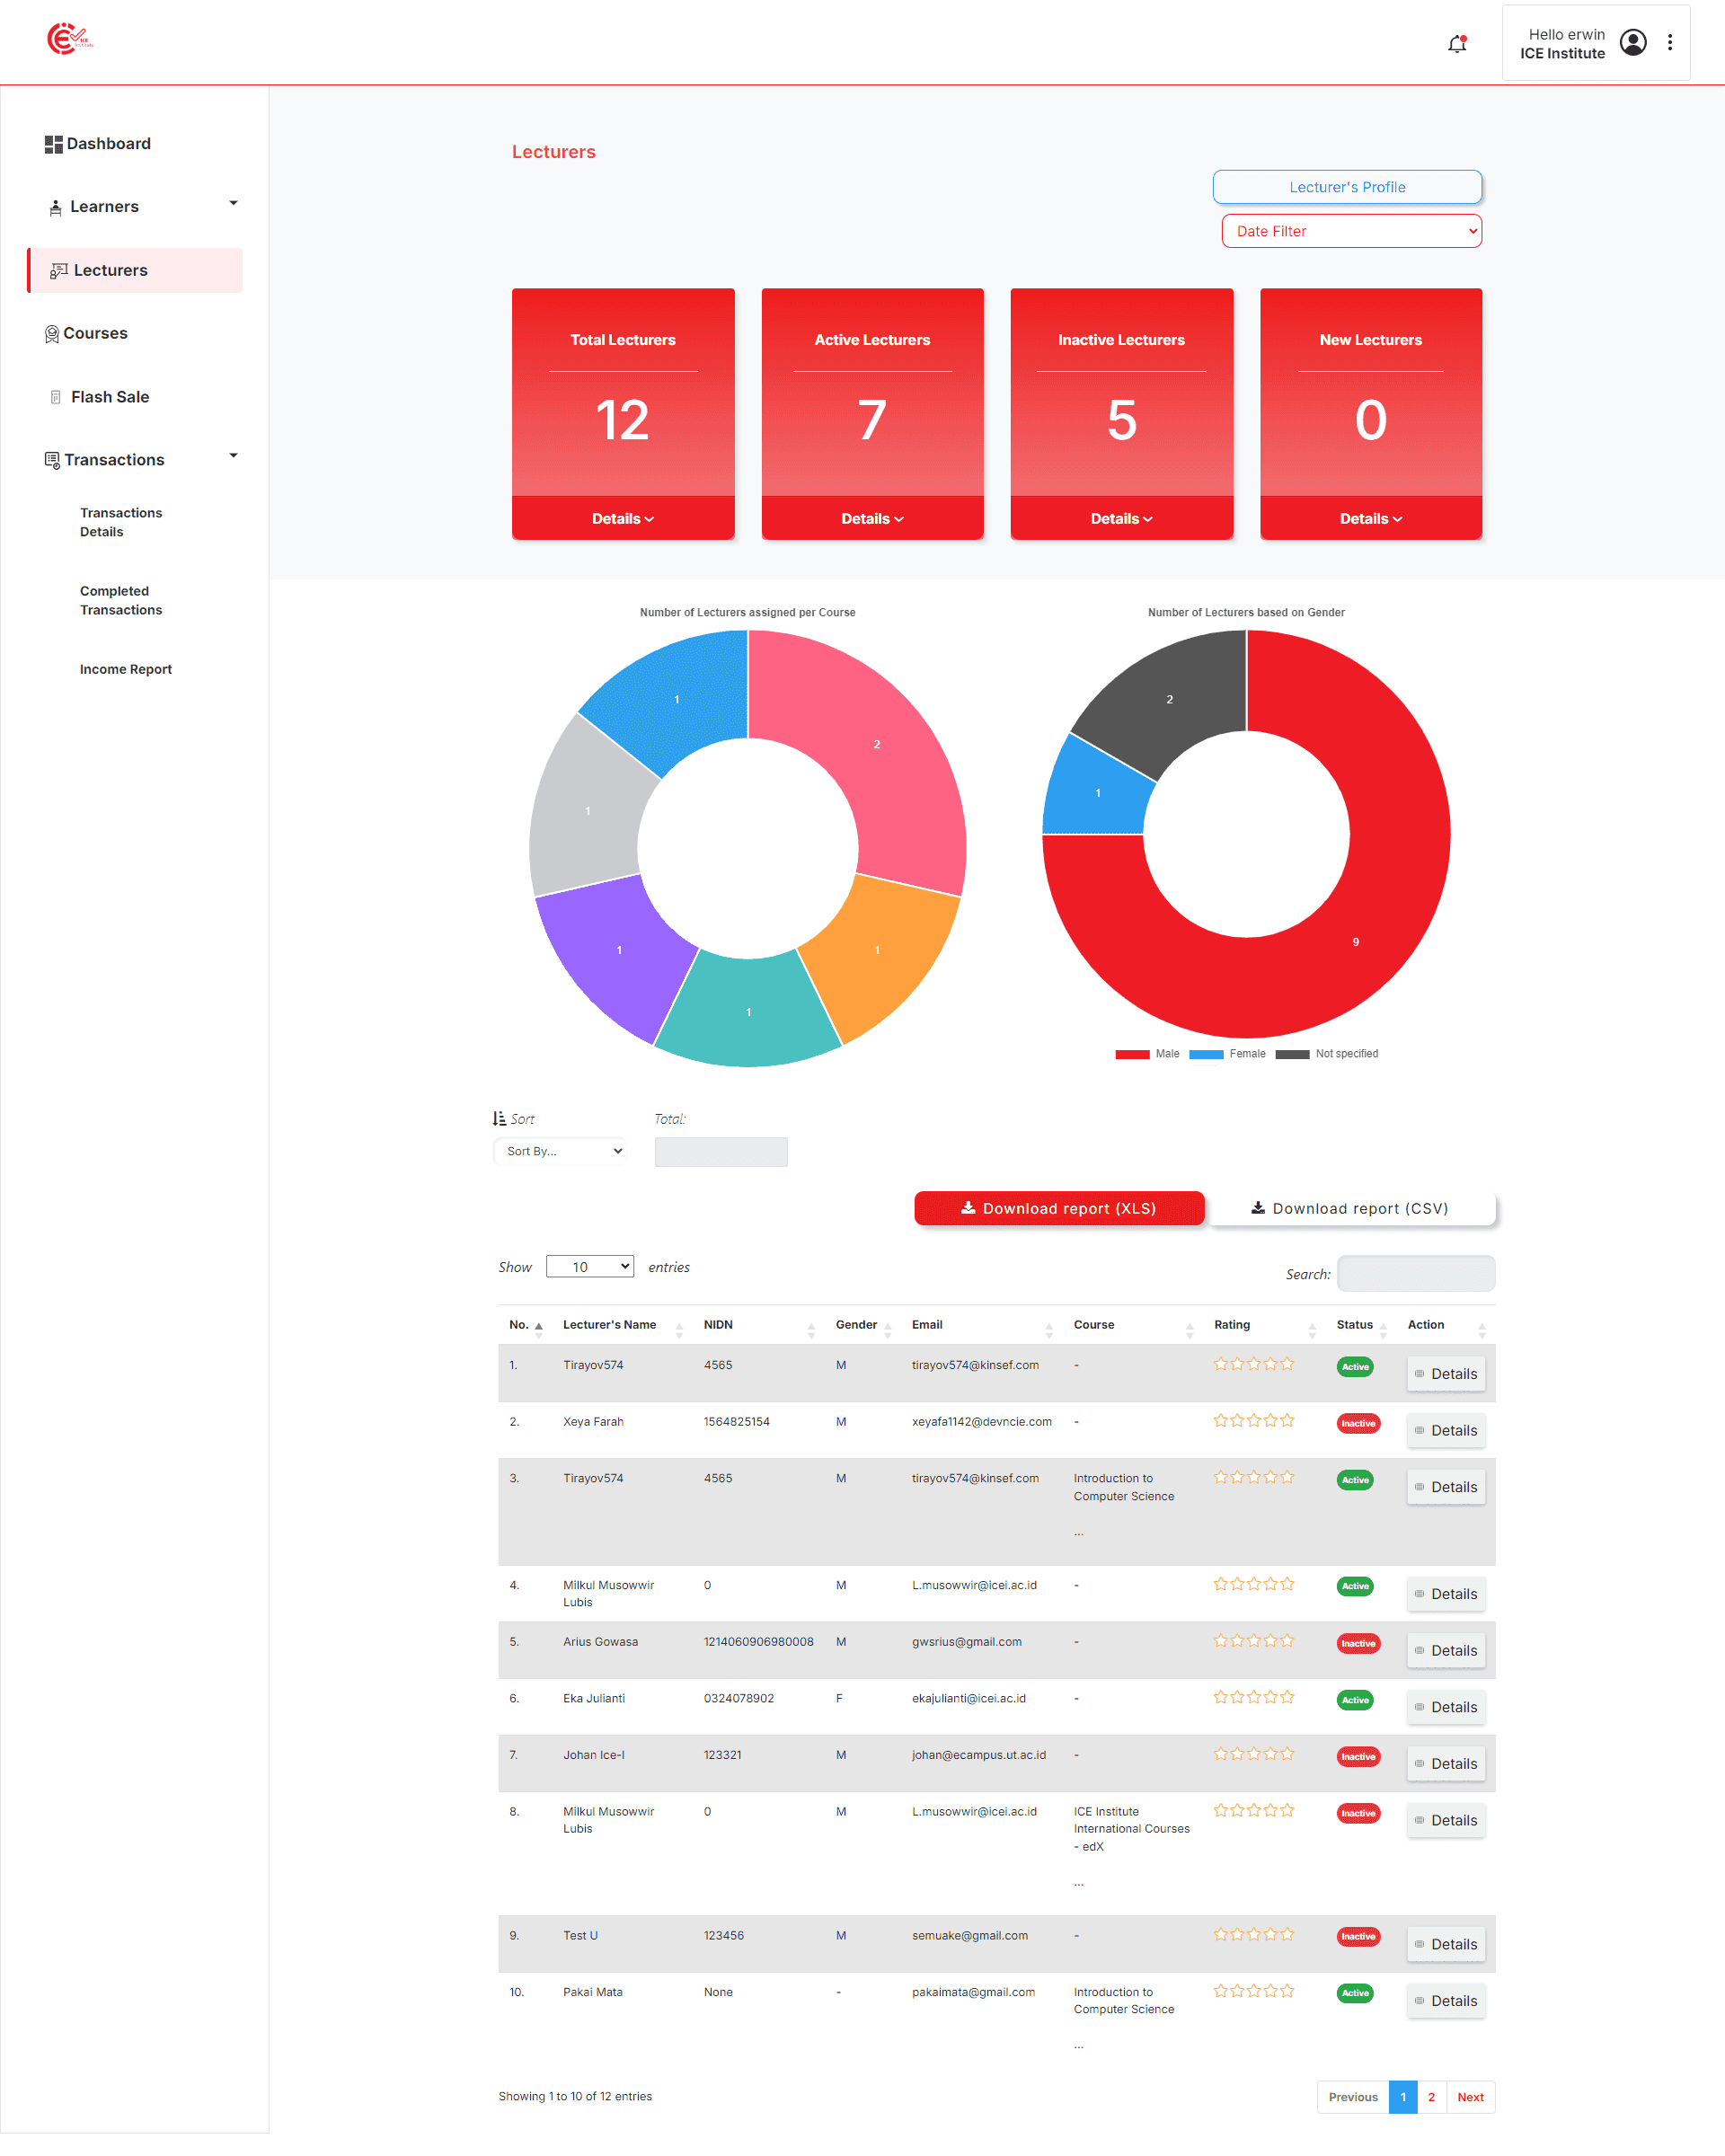 ICE
Institute
Hello erwin
ICE Institute
Dashboard
Learners
Lecturers
Courses
Flash Sale
Transactions
Transactions
Details
Completed
Transactions
Income Report
Lecturers
Lecturer's Profile
Date Filter
Total Lecturers
12
Details
Active Lecturers
7
Details
Inactive Lecturers
5
Details
New Lecturers
0
Details
Number of Lecturers assigned per Course
1
2
1
1
1
1
Number of Lecturers based on Gender
2
1
9
Male Female Not specified
Sort
Sort By...
Total:
Download report (XLS)
Download report (CSV)
Show 10 entries
Search:
No. Lecturer's Name NIDN Gender Email Course Rating Status Action
1. Tirayov574 4565 M tirayov574@kinsef.com - Active Details
2. Xeya Farah 1564825154 M xeyafa1142@devncie.com - Inactive Details
3. Tirayov574 4565 M tirayov574@kinsef.com Introduction to Active Details
Computer Science
...
4. Milkul Musowwir 0 M L.musowwir@icei.ac.id - Active Details
Lubis
5. Arius Gowasa 1214060906980008 M gwsrius@gmail.com - Inactive Details
6. Eka Julianti 0324078902 F ekajulianti@icei.ac.id - Active Details
7. Johan Ice-I 123321 M johan@ecampus.ut.ac.id - Inactive Details
8. Milkul Musowwir 0 M L.musowwir@icei.ac.id ICE Institute Inactive Details
Lubis International Courses
- edX
...
9. Test U 123456 M semuake@gmail.com - Inactive Details
10. Pakai Mata None - pakaimata@gmail.com Introduction to Active Details
Computer Science
...
Showing 1 to 10 of 12 entries
Previous 1 2 Next